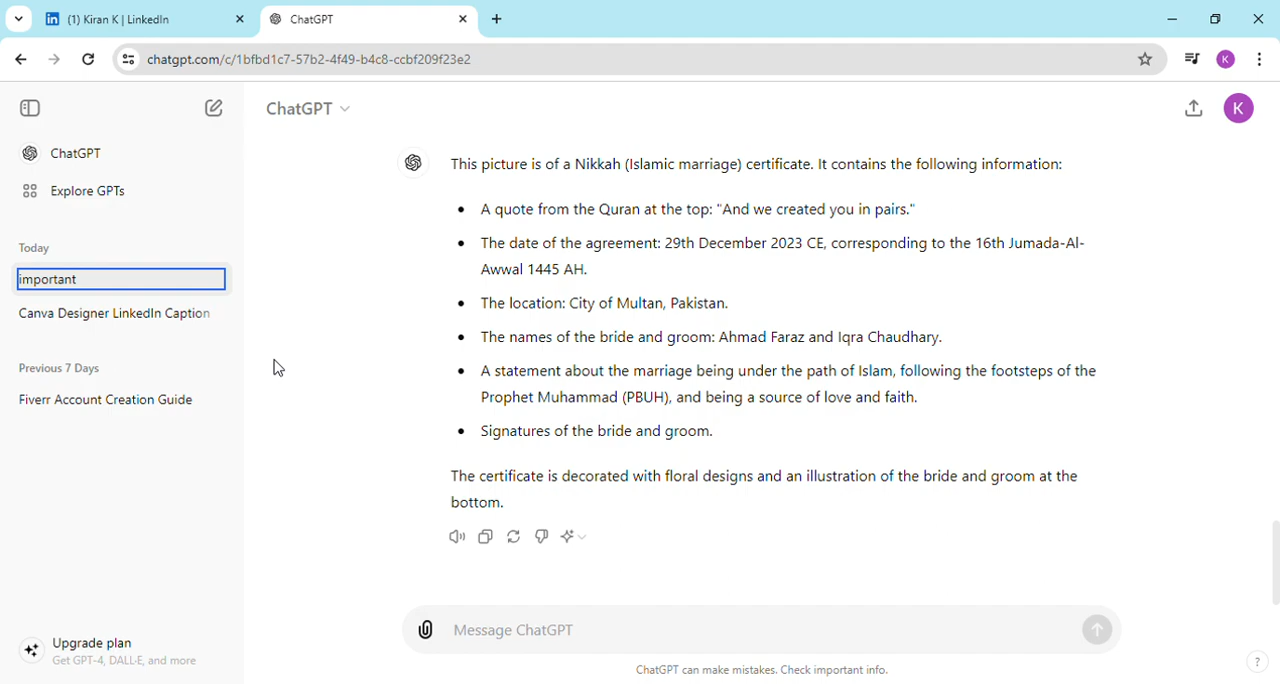 (1) Kiran K | LinkedIn
ChatGPT
chatgpt.com/c/1bfbd1c7-57b2-4f49-b4c8-ccbf209f23e2
K
ChatGPT
K
ChatGPT
Explore GPTs
Today
important
Canva Designer LinkedIn Caption
Previous 7 Days
Fiverr Account Creation Guide
Upgrade plan
Get GPT-4, DALL·E, and more
This picture is of a Nikkah (Islamic marriage) certificate. It contains the following information:
• A quote from the Quran at the top: "And we created you in pairs."
• The date of the agreement: 29th December 2023 CE, corresponding to the 16th Jumada-Al-
Awwal 1445 AH.
• The location: City of Multan, Pakistan.
• The names of the bride and groom: Ahmad Faraz and Iqra Chaudhary.
• A statement about the marriage being under the path of Islam, following the footsteps of the
Prophet Muhammad (PBUH), and being a source of love and faith.
• Signatures of the bride and groom.
The certificate is decorated with floral designs and an illustration of the bride and groom at the
bottom.
Message ChatGPT
ChatGPT can make mistakes. Check important info.
?